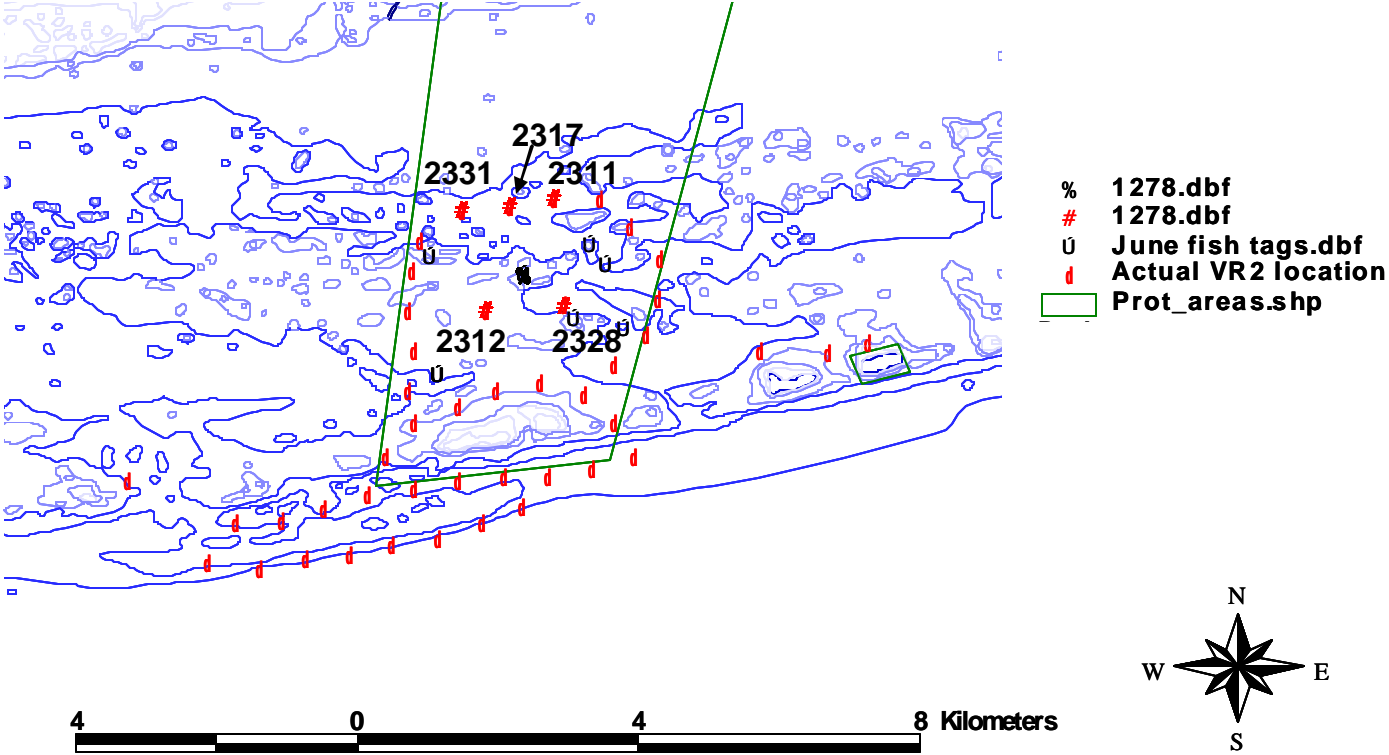 2317
2331 2311
2312 2328
% 1278.dbf
# 1278.dbf
Ú June fish tags.dbf
d Actual VR2 location
Prot_areas.shp
N
W E
S
4 0 4 8 Kilometers